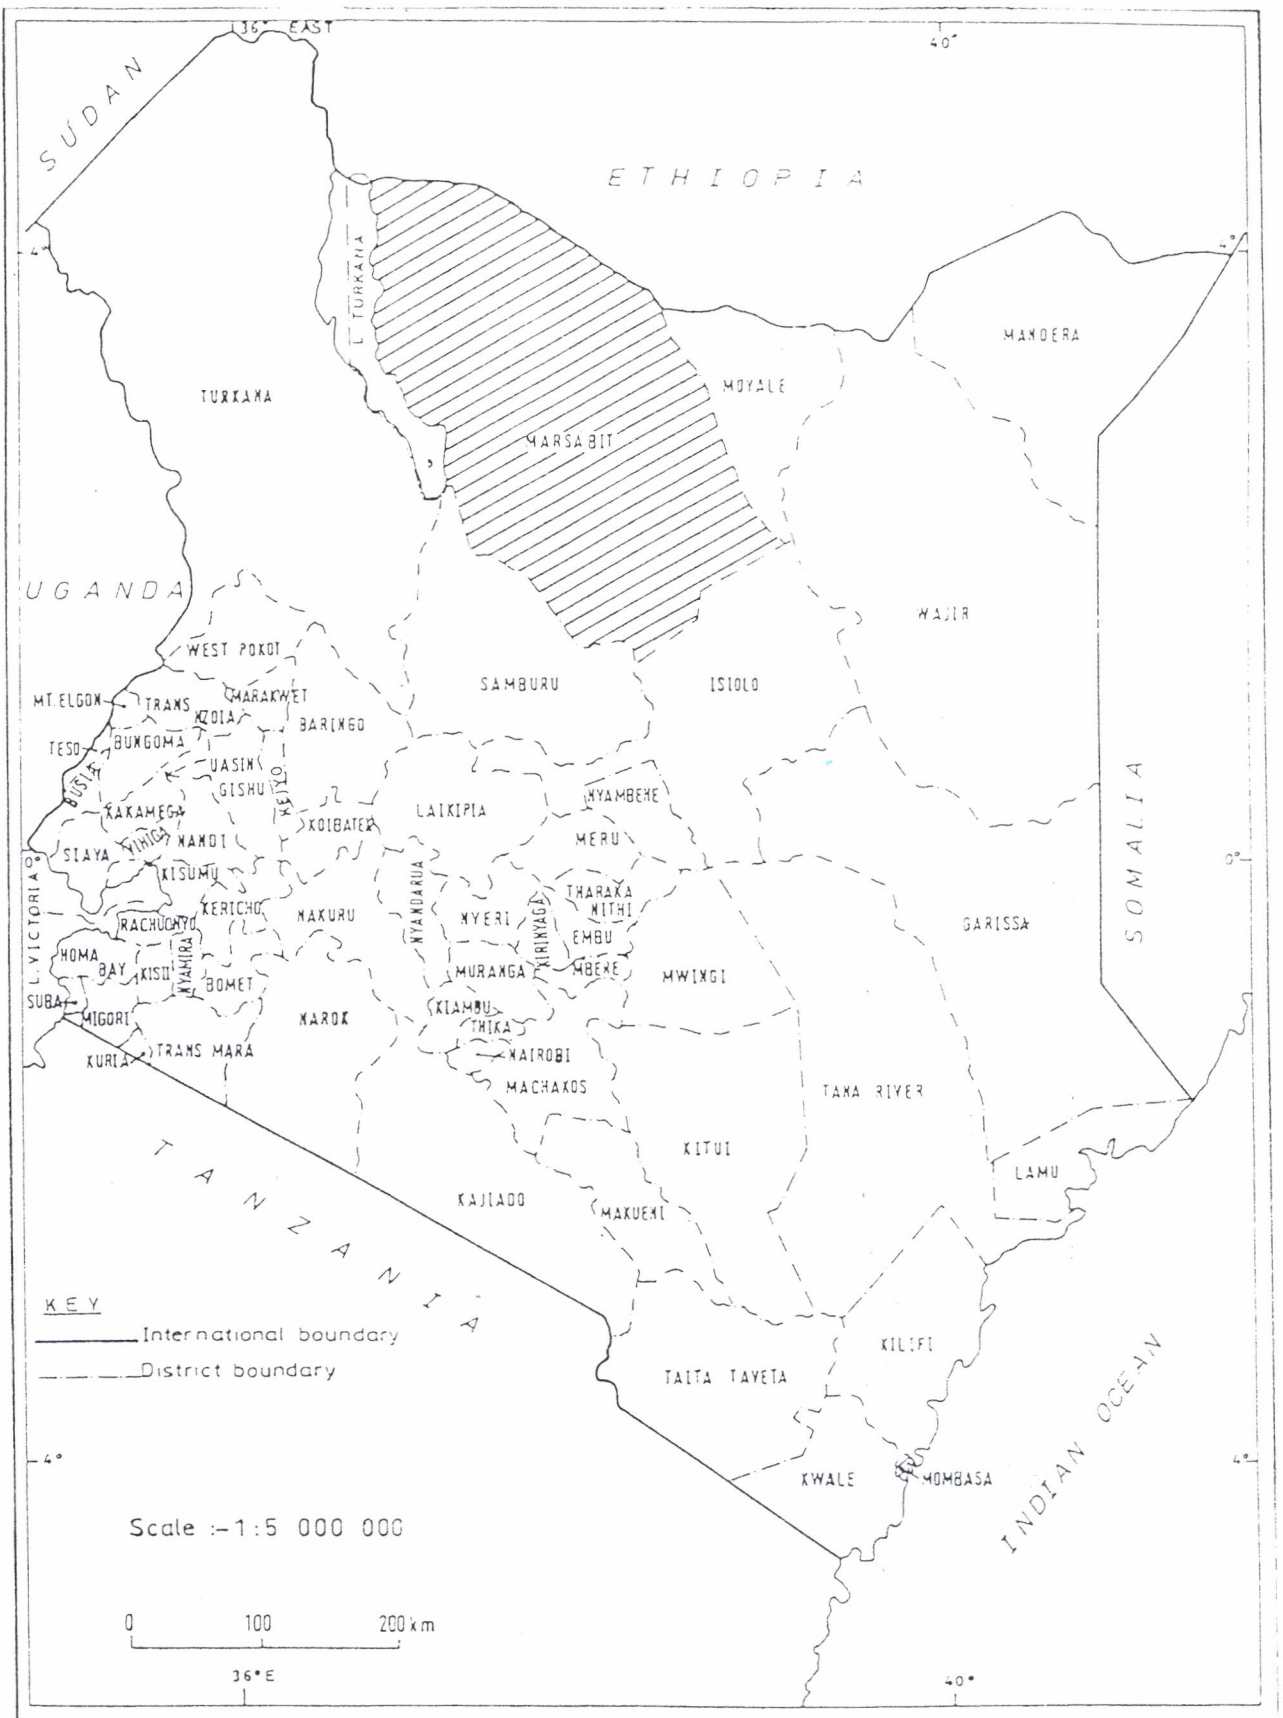 36° EAST
40°
SUDAN
ETHIOPIA
4°
4°
L. TURKANA
MANDERA
MOYALE
TURKANA
MARSABIT
UGANDA
WAJIR
WEST POKOT
SAMBURU
ISIOLO
MT.ELGON
TRANS
NZOIA
MARAKWET
BARINGO
TESO
BUNGOMA
UASIN
GISHU
BUSIA
KEIYO
NYAMBENE
LAIKIPIA
KAKAMEGA
KOIBATEK
SOMALIA
VIHIGA
NANDI
MERU
SIAYA
0°
0°
KISUMU
L.VICTORIA
NYANDARUA
THARAKA
NITHI
KERICHO
NAKURU
NYERI
KIRINYAGA
GARISSA
RACHUONYO
EMBU
HOMA
BAY
KISII
NYAMIRA
BOMET
MURANGA
MBERE
MWINGI
SUBA
MIGORI
NAROK
KIAMBU
THIKA
KURIA
TRANS MARA
NAIROBI
MACHAKOS
TANA RIVER
KITUI
LAMU
TANZANIA
KAJIADO
MAKUENI
KEY
International boundary
District boundary
KILIFI
TAITA TAVETA
INDIAN OCEAN
4°
4°
KWALE
MOMBASA
Scale :-1:5 000 000
0 100 200 km
36°E
40°